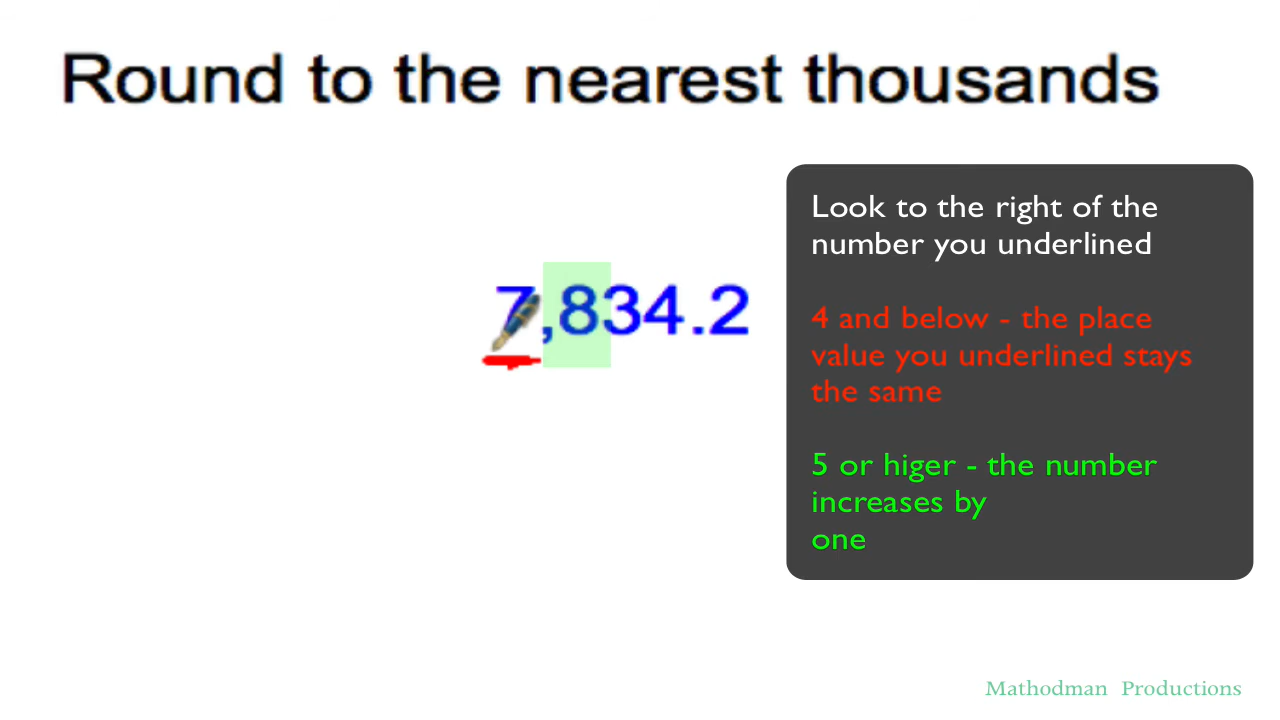 Round to the nearest thousands
7,834.2
Look to the right of the
number you underlined
4 and below - the place
value you underlined stays
the same
5 or higer - the number
increases by
one
Mathodman Productions